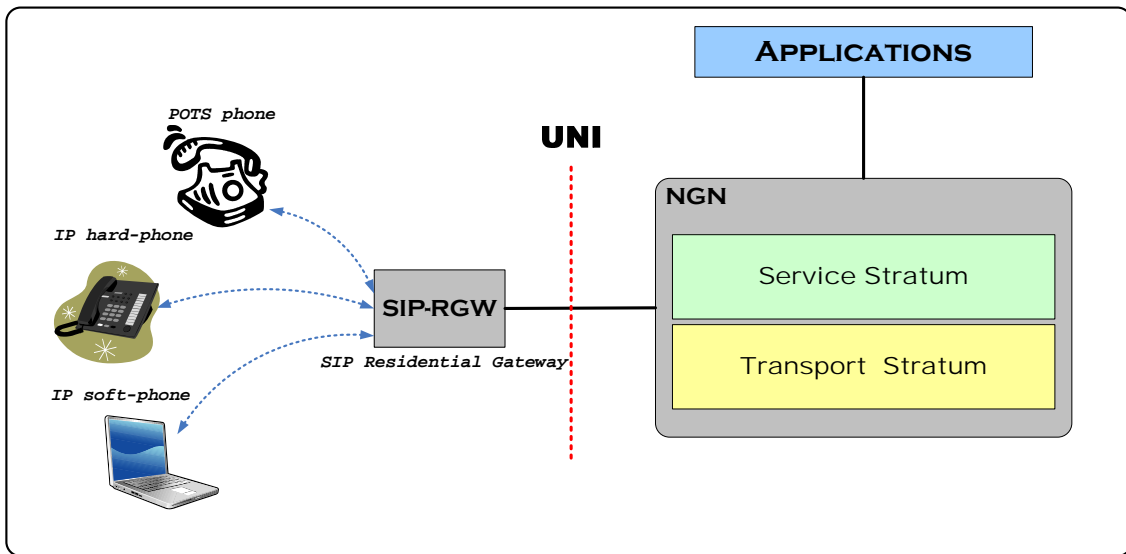 APPLICATIONS
POTS phone
UNI
NGN
IP hard-phone
Service Stratum
SIP-RGW
SIP Residential Gateway
Transport Stratum
IP soft-phone